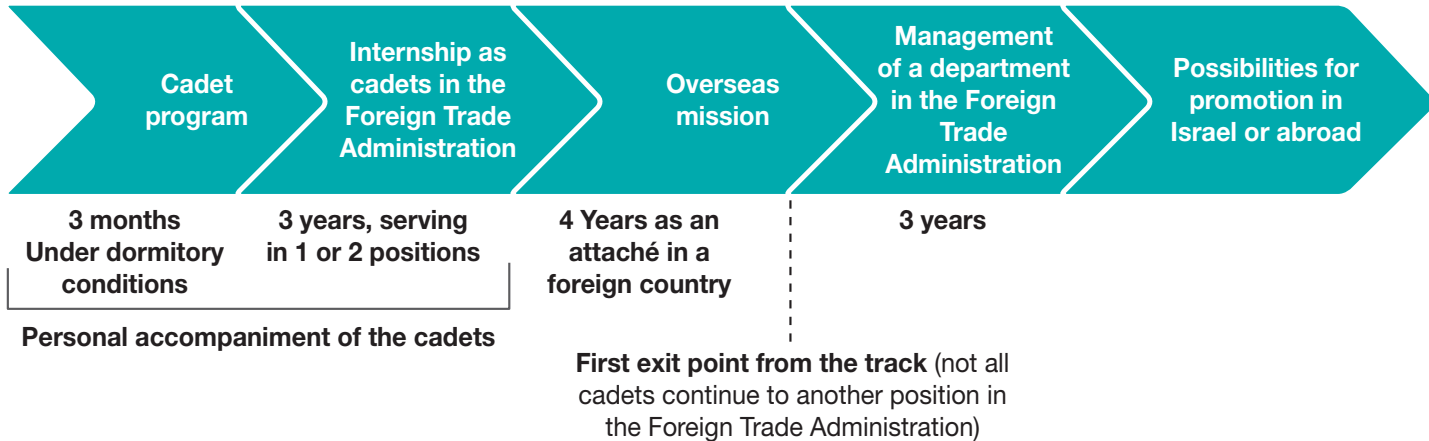 Cadet
program
Internship as
cadets in the
Foreign Trade
Administration
Overseas
mission
Management
of a department
in the Foreign
Trade
Administration
Possibilities for
promotion in
Israel or abroad
3 months
Under dormitory
conditions
3 years, serving
in 1 or 2 positions
4 Years as an
attaché in a
foreign country
3 years
Personal accompaniment of the cadets
First exit point from the track (not all
cadets continue to another position in
the Foreign Trade Administration)